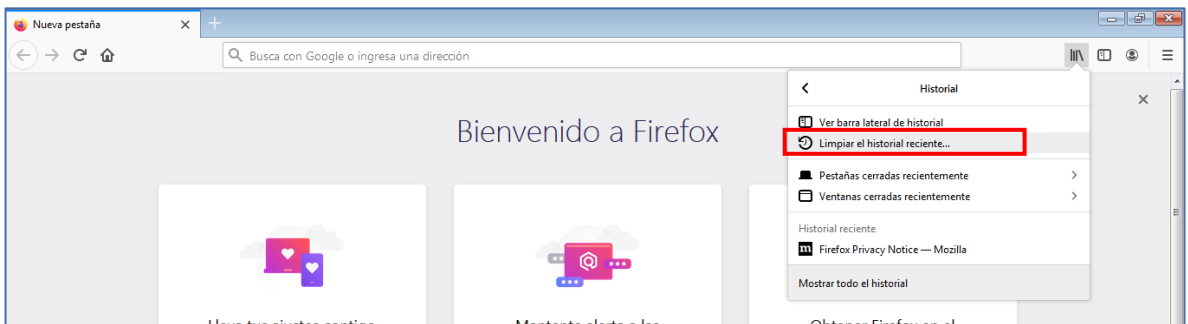 Nueva pestaña
Busca con Google o ingresa una dirección
Historial
Ver barra lateral de historial
Limpiar el historial reciente...
Pestañas cerradas recientemente
Ventanas cerradas recientemente
Historial reciente
Firefox Privacy Notice — Mozilla
Mostrar todo el historial
Bienvenido a Firefox